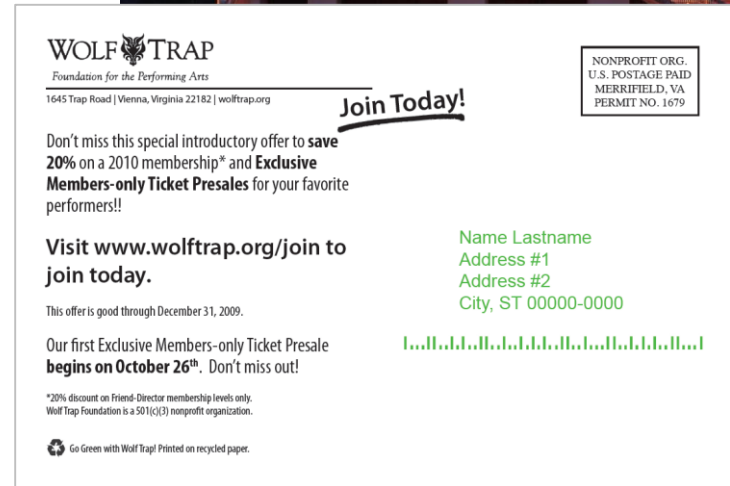 WOLF TRAP
Foundation for the Performing Arts
1645 Trap Road | Vienna, Virginia 22182 | wolftrap.org
Join Today!
NONPROFIT ORG.
U.S. POSTAGE PAID
MERRIFIELD, VA
PERMIT NO. 1679
Don't miss this special introductory offer to save
20% on a 2010 membership* and Exclusive
Members-only Ticket Presales for your favorite
performers!!
Visit www.wolftrap.org/join to
join today.
This offer is good through December 31, 2009.
Our first Exclusive Members-only Ticket Presale
begins on October 26th. Don't miss out!
*20% discount on Friend-Director membership levels only.
Wolf Trap Foundation is a 501(c)(3) nonprofit organization.
Go Green with Wolf Trap! Printed on recycled paper.
Name Lastname
Address #1
Address #2
City, ST 00000-0000